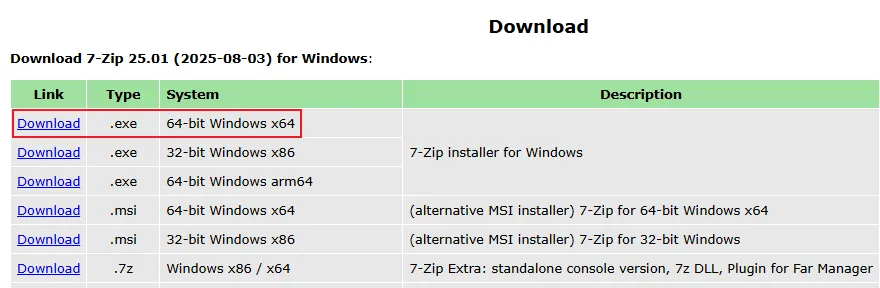 Download
Download 7-Zip 25.01 (2025-08-03) for Windows:
Link Type System Description
Download .exe 64-bit Windows x64
Download .exe 32-bit Windows x86 7-Zip installer for Windows
Download .exe 64-bit Windows arm64
Download .msi 64-bit Windows x64 (alternative MSI installer) 7-Zip for 64-bit Windows x64
Download .msi 32-bit Windows x86 (alternative MSI installer) 7-Zip for 32-bit Windows
Download .7z Windows x86 / x64 7-Zip Extra: standalone console version, 7z DLL, Plugin for Far Manager